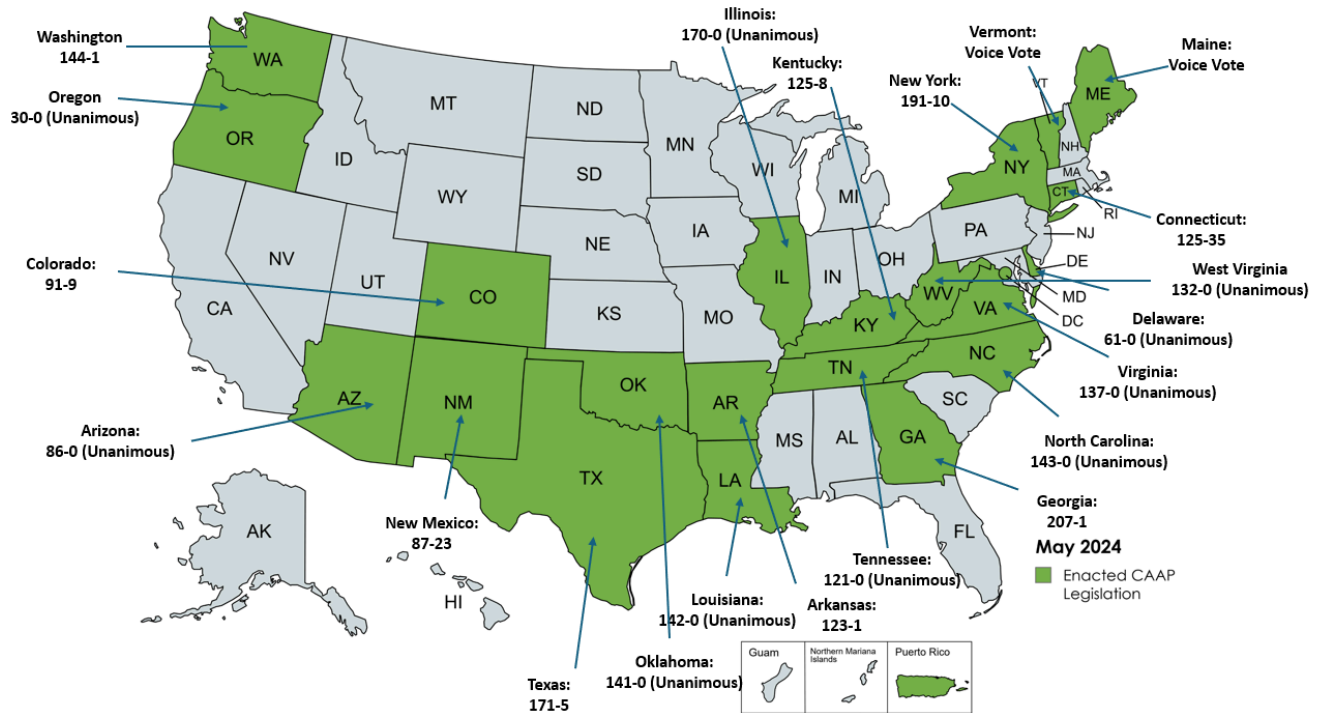 Washington
144-1
Oregon
30-0 (Unanimous)
Colorado:
91-9
Arizona:
86-0 (Unanimous)
New Mexico:
87-23
Texas:
171-5
Oklahoma:
141-0 (Unanimous)
Louisiana:
142-0 (Unanimous)
Arkansas:
123-1
Tennessee:
121-0 (Unanimous)
Illinois:
170-0 (Unanimous)
Kentucky:
125-8
New York:
191-10
Vermont:
Voice Vote
Maine:
Voice Vote
Connecticut:
125-35
West Virginia
132-0 (Unanimous)
Delaware:
61-0 (Unanimous)
Virginia:
137-0 (Unanimous)
North Carolina:
143-0 (Unanimous)
Georgia:
207-1
May 2024
Enacted CAAP
Legislation
WA
OR
CA
NV
ID
MT
WY
UT
CO
AZ
NM
ND
SD
NE
KS
OK
TX
MN
IA
MO
AR
LA
WI
IL
MI
IN
OH
KY
TN
MS
AL
GA
FL
SC
NC
VA
WV
PA
NY
VT
NH
ME
MA
CT
RI
NJ
DE
MD
DC
AK
HI
Guam
Northern Mariana
Islands
Puerto Rico